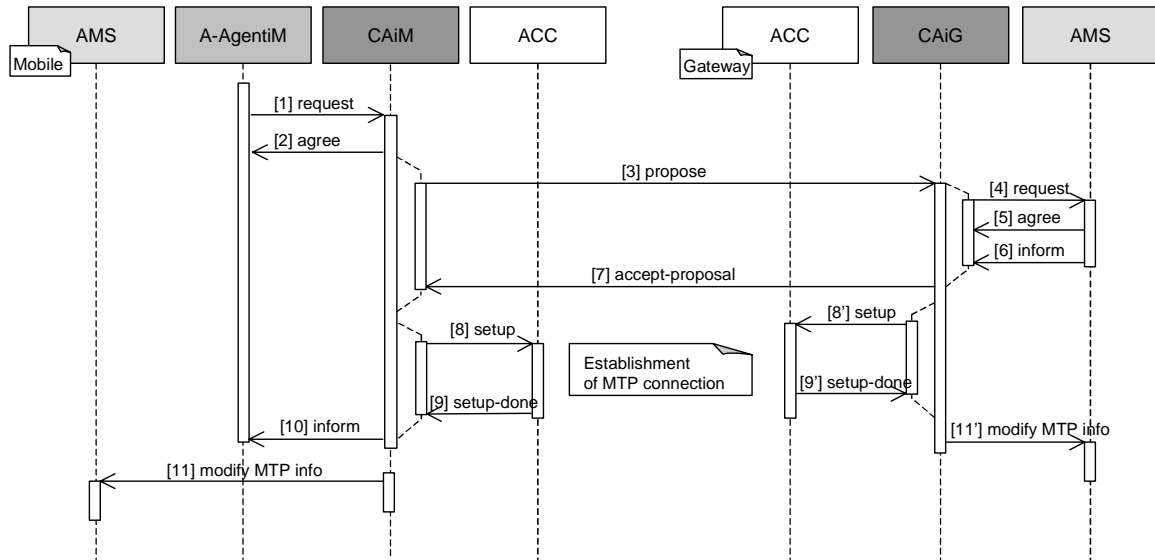 AMS
A-AgentiM
CAiM
ACC
ACC
CAiG
AMS
Mobile
Gateway
[1] request
[2] agree
[3] propose
[4] request
[5] agree
[6] inform
[7] accept-proposal
[8'] setup
[8] setup
Establishment
of MTP connection
[9'] setup-done
[9] setup-done
[10] inform
[11'] modify MTP info
[11] modify MTP info